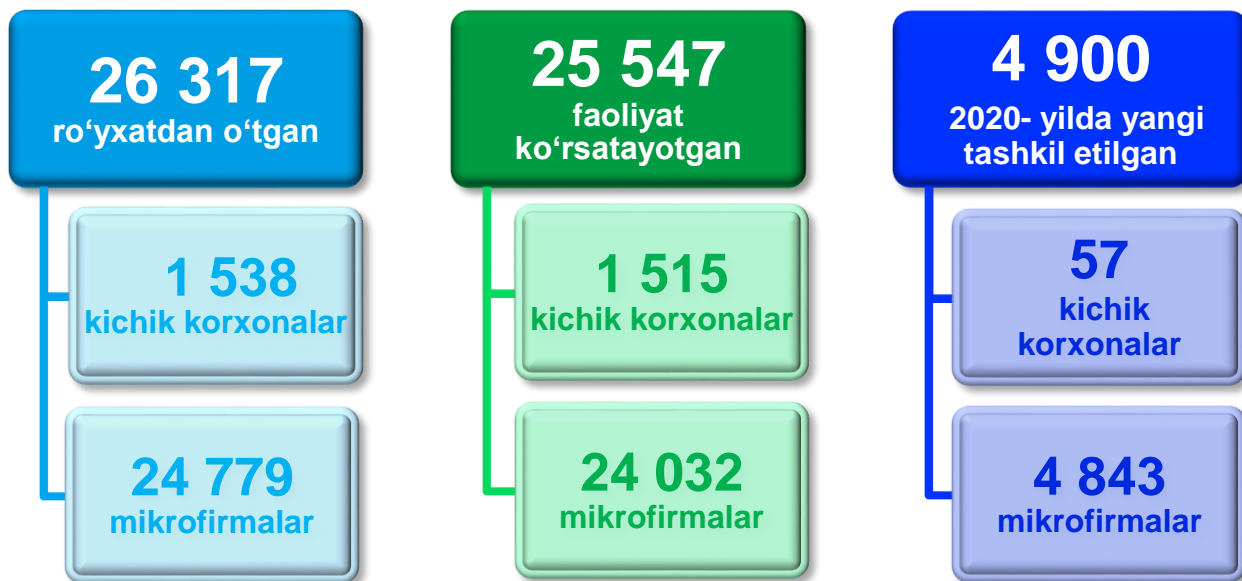 26 317
ro‘yxatdan o‘tgan
1 538
kichik korxonalar
24 779
mikrofirmalar
25 547
faoliyat
ko‘rsatayotgan
1 515
kichik korxonalar
24 032
mikrofirmalar
4 900
2020- yilda yangi
tashkil etilgan
57
kichik
korxonalar
4 843
mikrofirmalar